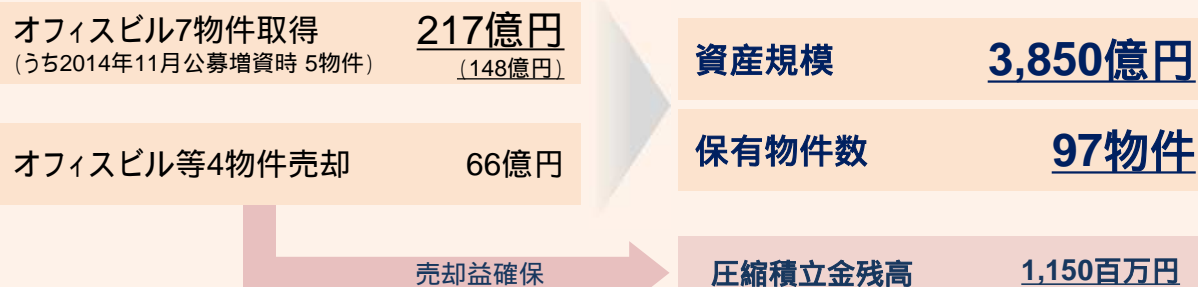 オフィスビル7物件取得 217億円
(うち2014年11月公募増資時 5物件) (148億円)
オフィスビル等4物件売却 66億円
資産規模 3,850億円
保有物件数 97物件
売却益確保
圧縮積立金残高 1,150百万円